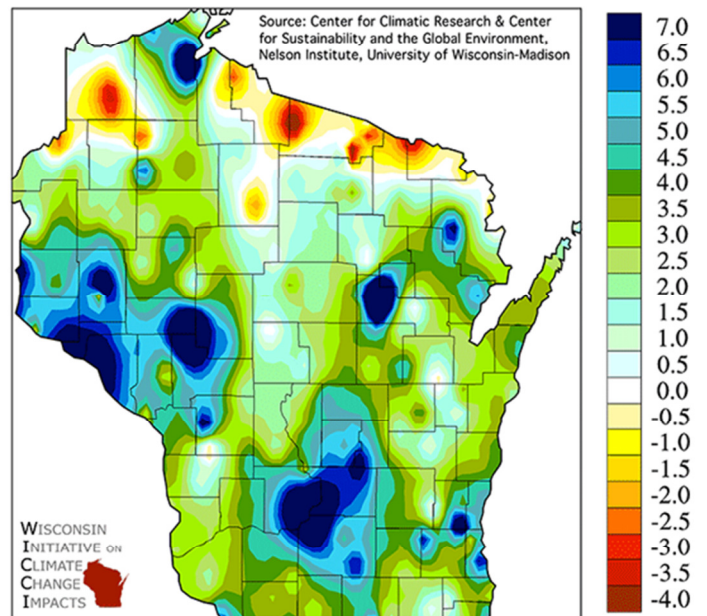 Source: Center for Climatic Research & Center
for Sustainability and the Global Environment,
Nelson Institute, University of Wisconsin-Madison
7.0
6.5
6.0
5.5
5.0
4.5
4.0
3.5
3.0
2.5
2.0
1.5
1.0
0.5
0.0
-0.5
-1.0
-1.5
-2.0
-2.5
-3.0
-3.5
-4.0
WISCONSIN
INITIATIVE ON
CLIMATE
CHANGE
IMPACTS